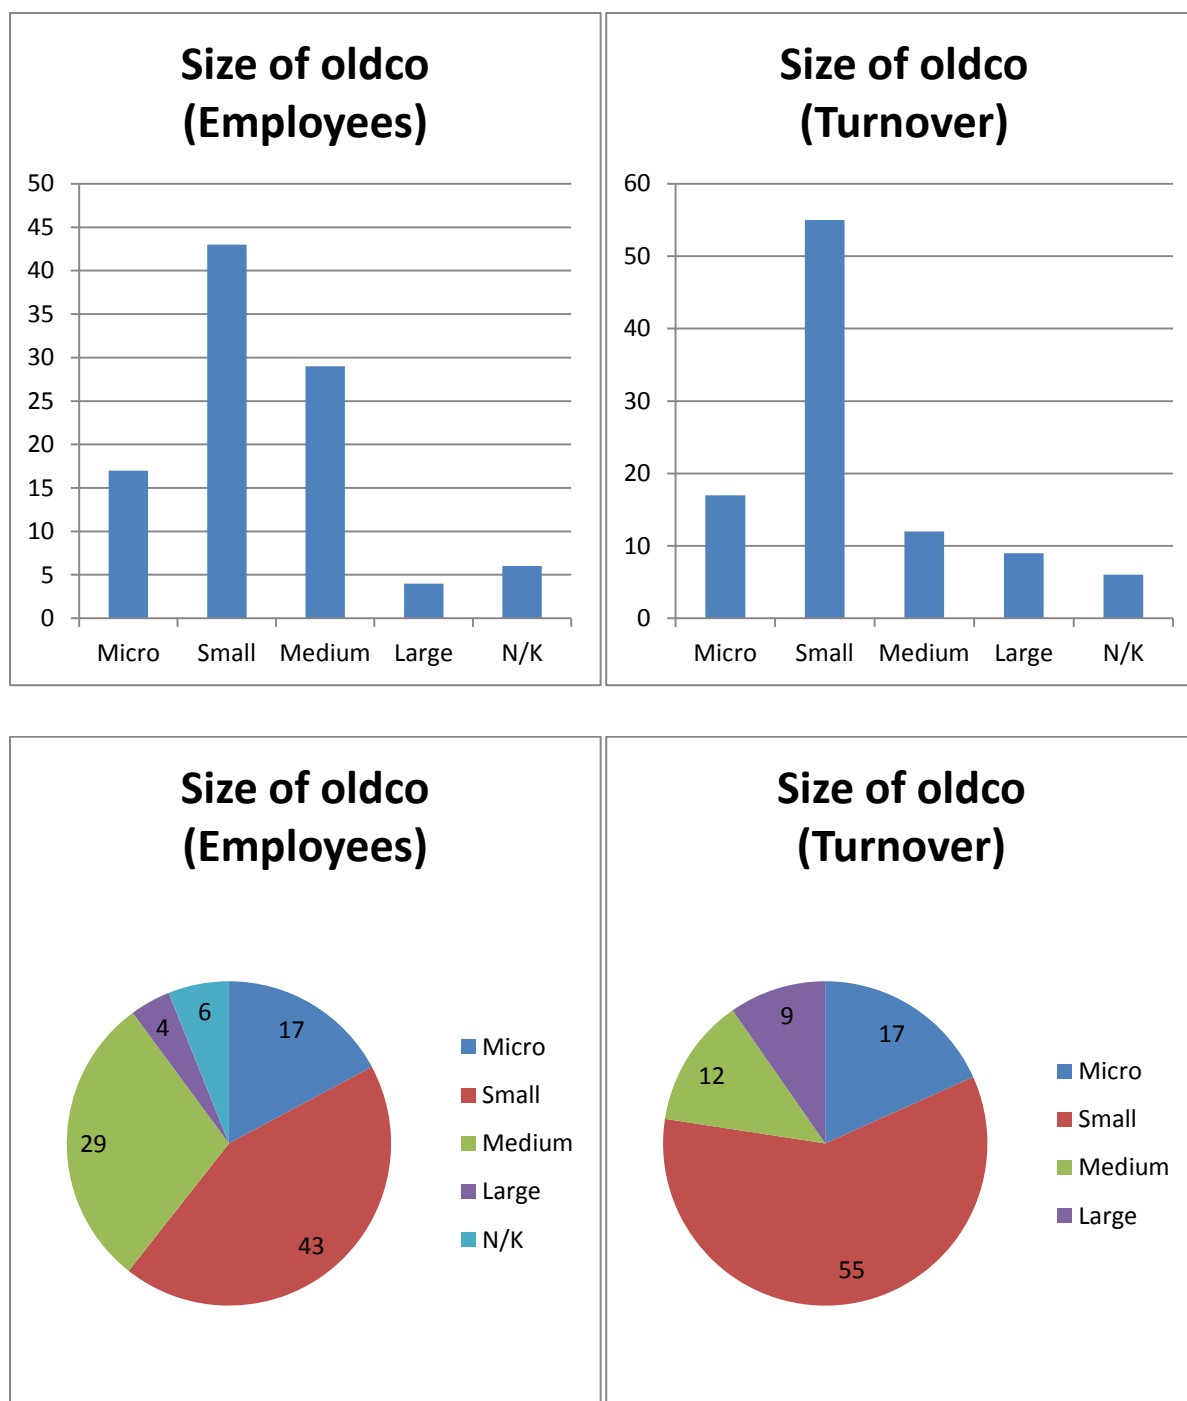 Size of oldco
(Employees)
50
45
40
35
30
25
20
15
10
5
0
Micro Small Medium Large N/K
Size of oldco
(Turnover)
60
50
40
30
20
10
0
Micro Small Medium Large N/K
Size of oldco
(Employees)
17
43
29
4
6
Micro
Small
Medium
Large
N/K
Size of oldco
(Turnover)
17
55
12
9
Micro
Small
Medium
Large